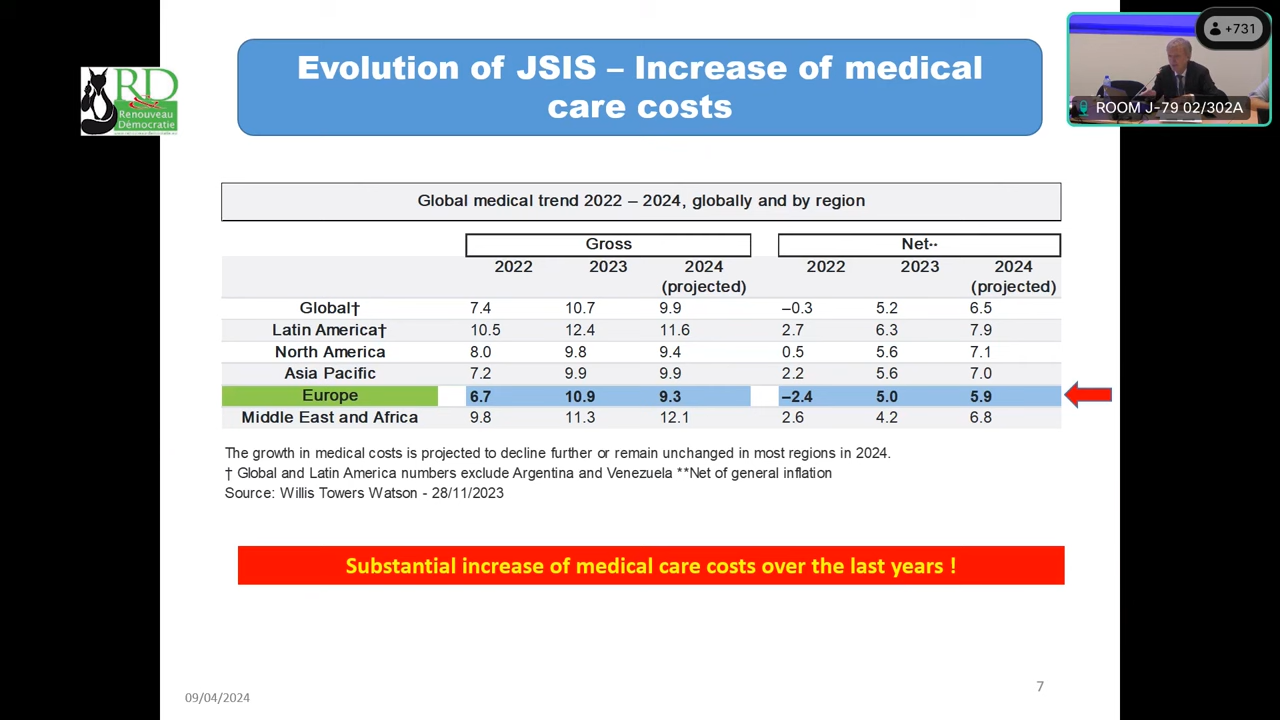 +731
ROOM J-79 02/302A
RD
Renouveau
Démocratie
Evolution of JSIS – Increase of medical
care costs
Global medical trend 2022 – 2024, globally and by region
Gross Net··
2022 2023 2024 2022 2023 2024
(projected) (projected)
Global† 7.4 10.7 9.9 –0.3 5.2 6.5
Latin America† 10.5 12.4 11.6 2.7 6.3 7.9
North America 8.0 9.8 9.4 0.5 5.6 7.1
Asia Pacific 7.2 9.9 9.9 2.2 5.6 7.0
Europe 6.7 10.9 9.3 –2.4 5.0 5.9
Middle East and Africa 9.8 11.3 12.1 2.6 4.2 6.8
The growth in medical costs is projected to decline further or remain unchanged in most regions in 2024.
† Global and Latin America numbers exclude Argentina and Venezuela **Net of general inflation
Source: Willis Towers Watson - 28/11/2023
Substantial increase of medical care costs over the last years !
09/04/2024
7